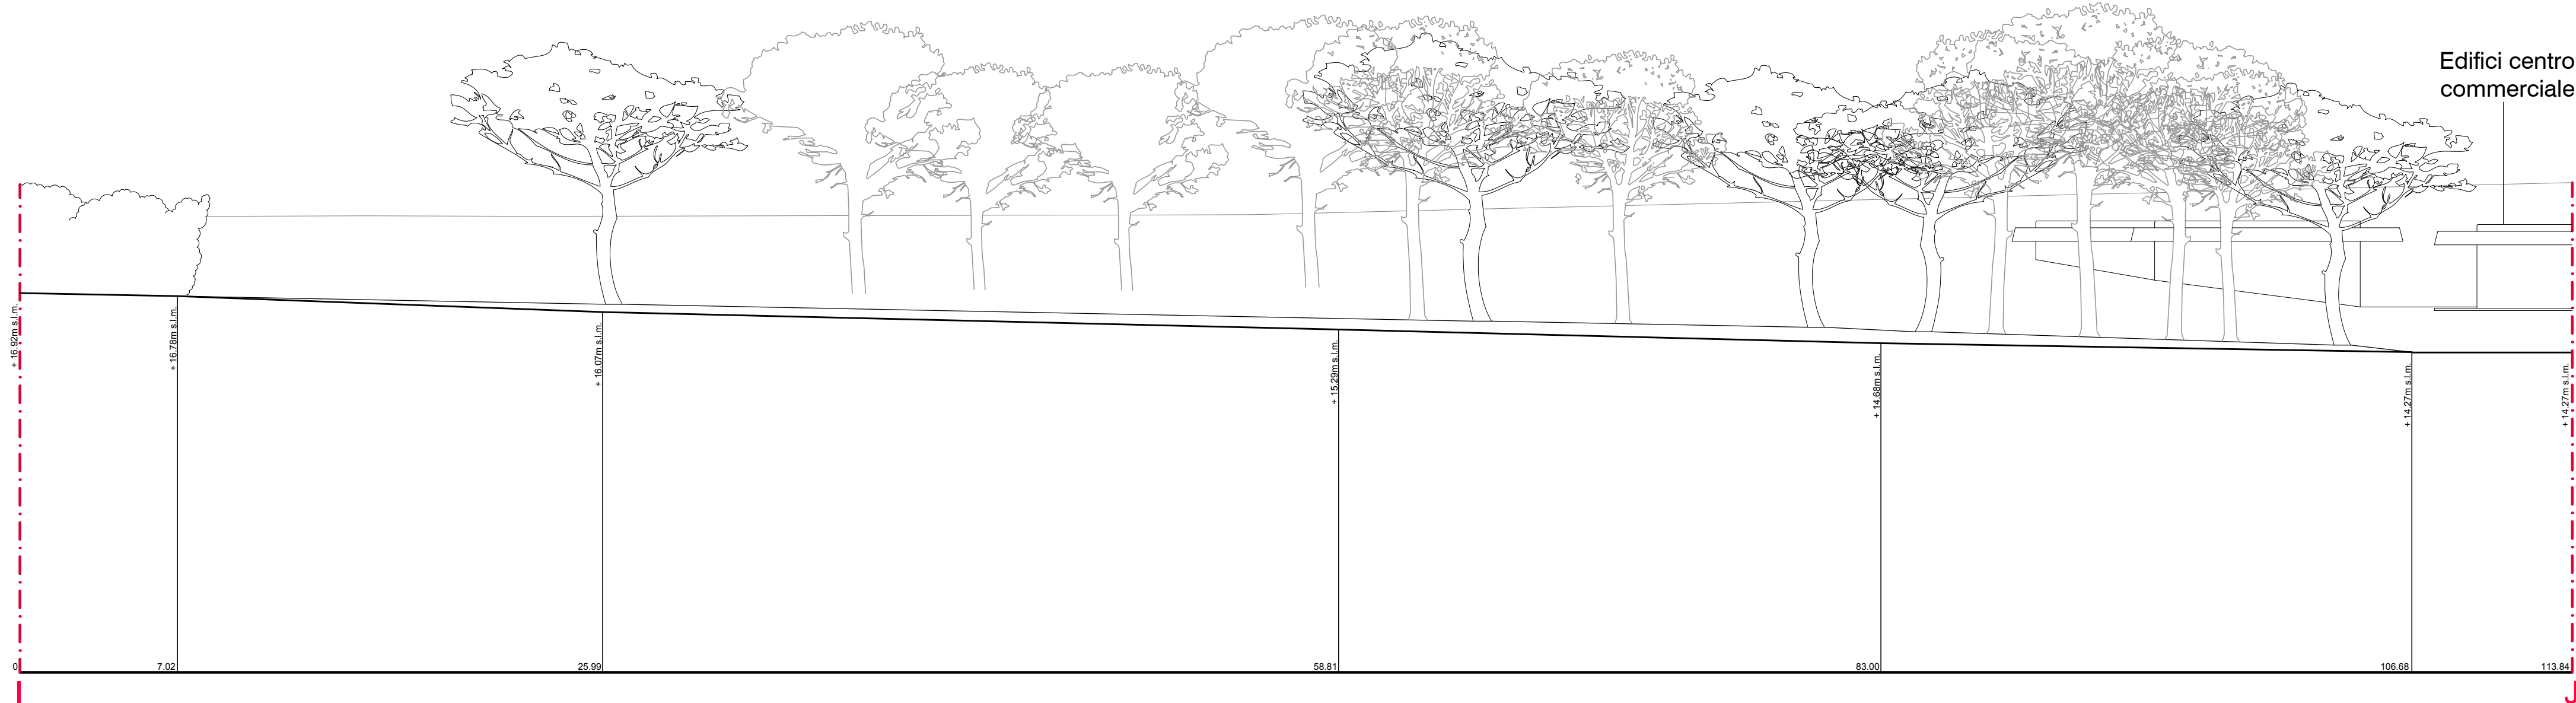 Edifici centro
commerciale
+ 16.92m s.l.m.
+ 16.78m s.l.m.
+ 16.07m s.l.m.
+ 15.29m s.l.m.
+ 14.68m s.l.m.
+ 14.27m s.l.m.
+ 14.27m s.l.m.
0
7.02
25.99
58.81
83.00
106.68
113.84
I
J